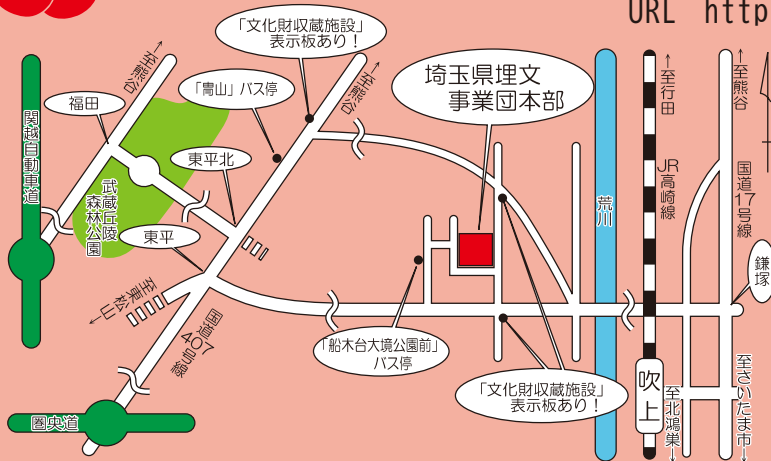 URL http
「文化財収蔵施設」
表示板あり！
←至熊谷
福田
「冑山」バス停
←至熊谷
埼玉県埋文
事業団本部
←至行田
←至熊谷
関越自動車道
東平北
JR高崎線
国道17号線
武蔵丘陵
森林公園
荒川
東平
鎌塚
至東松山→
国道407号線
「船木台大境公園前」
バス停
「文化財収蔵施設」
表示板あり！
吹上
至北鴻巣→
至さいたま市→
圏央道